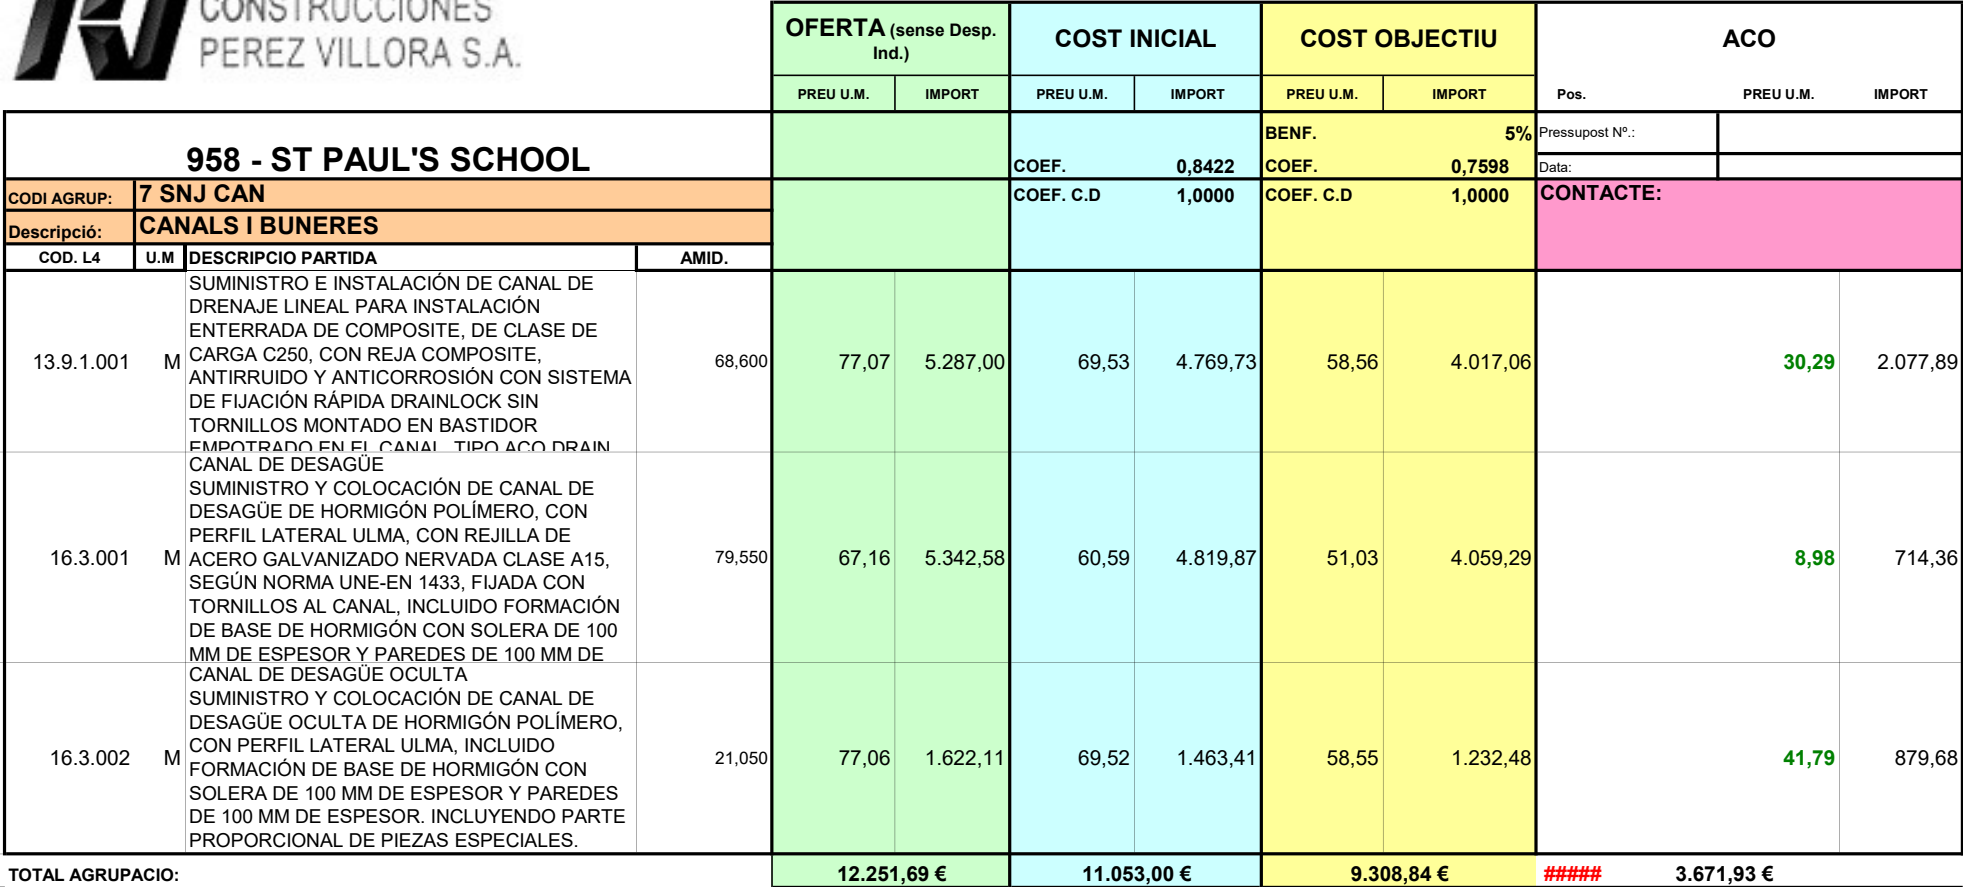 CONSTRUCCIONES
PEREZ VILLORA S.A.
OFERTA (sense Desp. Ind.) COST INICIAL COST OBJECTIU ACO
PREU U.M. IMPORT PREU U.M. IMPORT PREU U.M. IMPORT Pos. PREU U.M. IMPORT
958 - ST PAUL'S SCHOOL
BENF. 5% Pressupost Nº.:
COEF. 0,8422 COEF. 0,7598 Data:
CODI AGRUP: 7 SNJ CAN COEF. C.D 1,0000 COEF. C.D 1,0000 CONTACTE:
Descripció: CANALS I BUNERES
COD. L4 U.M DESCRIPCIO PARTIDA AMID.
SUMINISTRO E INSTALACIÓN DE CANAL DE
DRENAJE LINEAL PARA INSTALACIÓN
ENTERRADA DE COMPOSITE, DE CLASE DE
13.9.1.001 M CARGA C250, CON REJA COMPOSITE, 68,600 77,07 5.287,00 69,53 4.769,73 58,56 4.017,06 30,29 2.077,89
ANTIRRUIDO Y ANTICORROSIÓN CON SISTEMA
DE FIJACIÓN RÁPIDA DRAINLOCK SIN
TORNILLOS MONTADO EN BASTIDOR
EMPOTRADO EN EL CANAL, TIPO ACO DRAIN
CANAL DE DESAGÜE
SUMINISTRO Y COLOCACIÓN DE CANAL DE
DESAGÜE DE HORMIGÓN POLÍMERO, CON
PERFIL LATERAL ULMA, CON REJILLA DE
16.3.001 M ACERO GALVANIZADO NERVADA CLASE A15, 79,550 67,16 5.342,58 60,59 4.819,87 51,03 4.059,29 8,98 714,36
SEGÚN NORMA UNE-EN 1433, FIJADA CON
TORNILLOS AL CANAL, INCLUIDO FORMACIÓN
DE BASE DE HORMIGÓN CON SOLERA DE 100
MM DE ESPESOR Y PAREDES DE 100 MM DE
CANAL DE DESAGÜE OCULTA
SUMINISTRO Y COLOCACIÓN DE CANAL DE
DESAGÜE OCULTA DE HORMIGÓN POLÍMERO,
CON PERFIL LATERAL ULMA, INCLUIDO
16.3.002 M FORMACIÓN DE BASE DE HORMIGÓN CON 21,050 77,06 1.622,11 69,52 1.463,41 58,55 1.232,48 41,79 879,68
SOLERA DE 100 MM DE ESPESOR Y PAREDES
DE 100 MM DE ESPESOR. INCLUYENDO PARTE
PROPORCIONAL DE PIEZAS ESPECIALES.
TOTAL AGRUPACIO: 12.251,69 € 11.053,00 € 9.308,84 € ##### 3.671,93 €